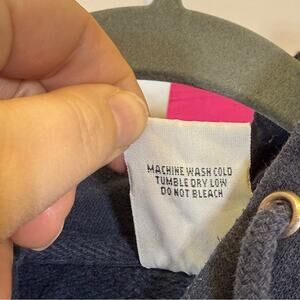 MACHINE WASH COLD
TUMBLE DRY LOW
DO NOT BLEACH